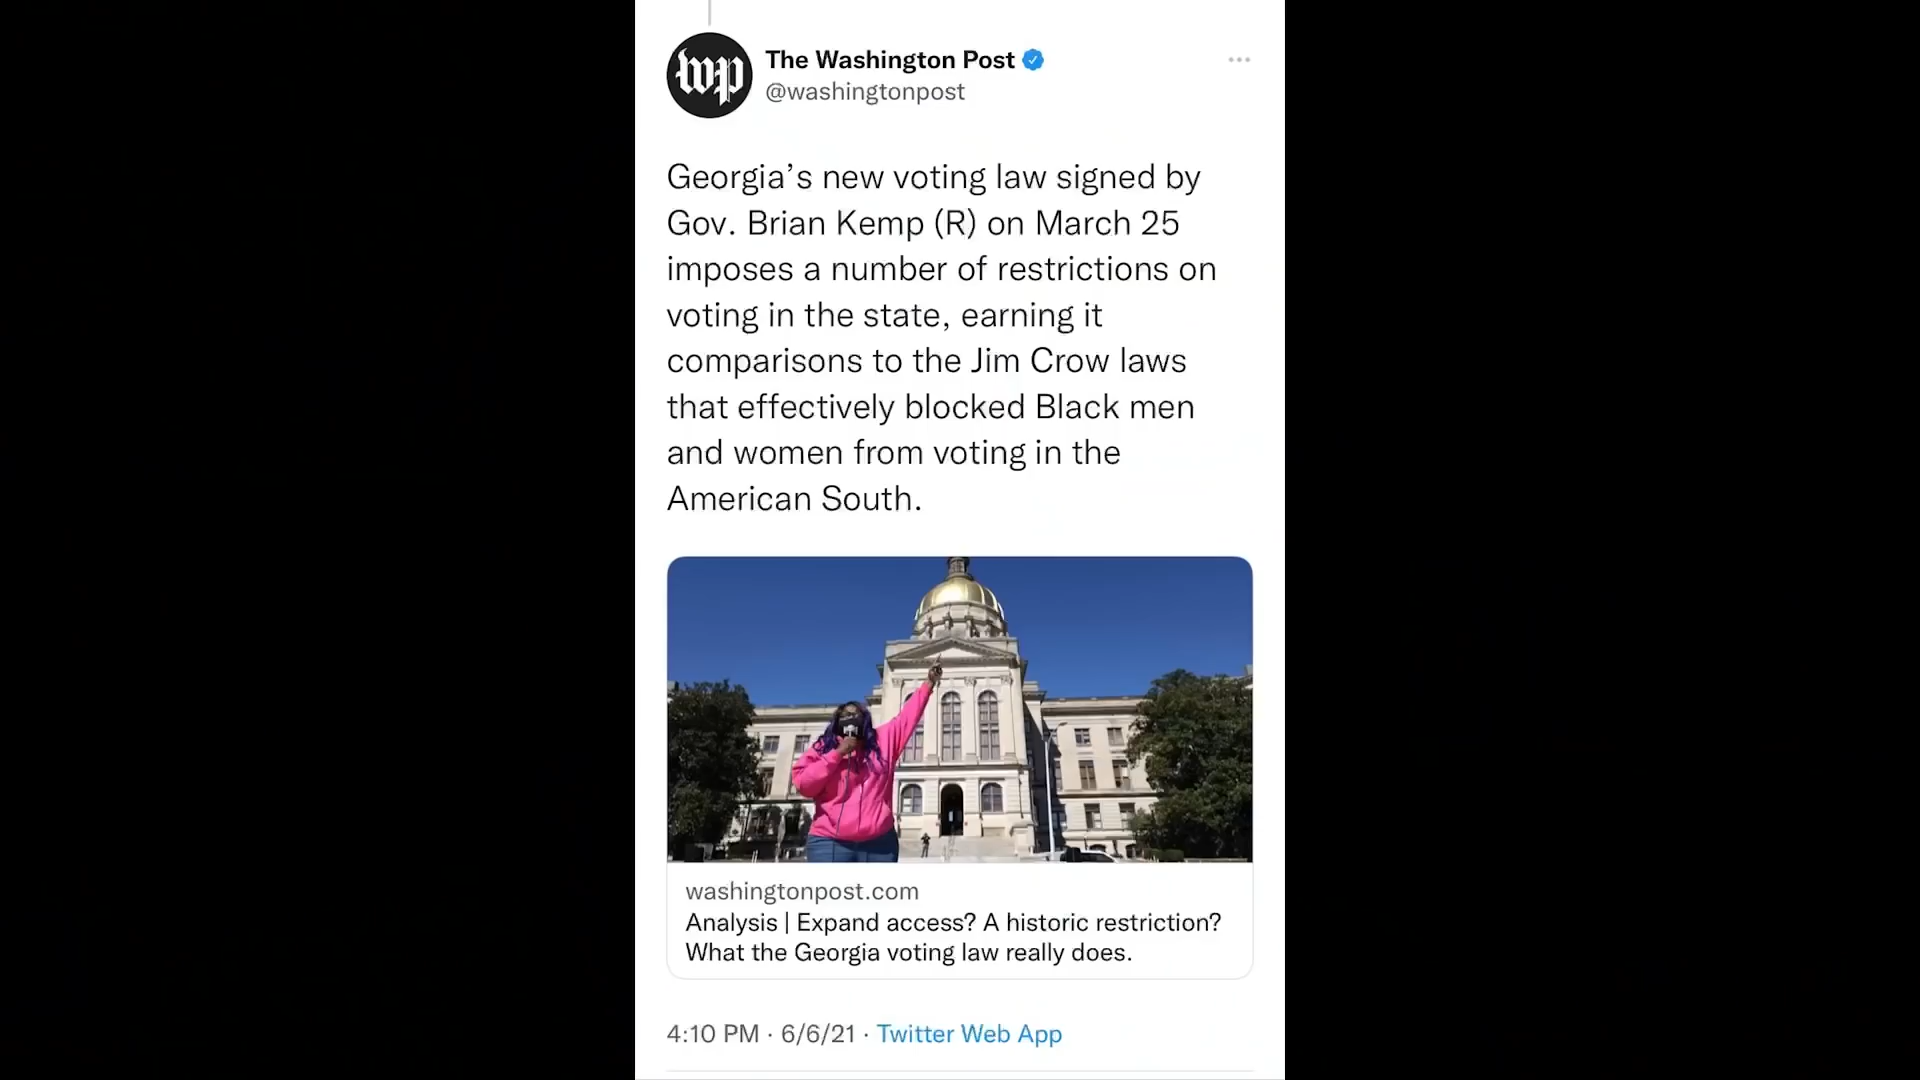 wp
The Washington Post
@washingtonpost
Georgia’s new voting law signed by
Gov. Brian Kemp (R) on March 25
imposes a number of restrictions on
voting in the state, earning it
comparisons to the Jim Crow laws
that effectively blocked Black men
and women from voting in the
American South.
washingtonpost.com
Analysis | Expand access? A historic restriction?
What the Georgia voting law really does.
4:10 PM · 6/6/21 · Twitter Web App